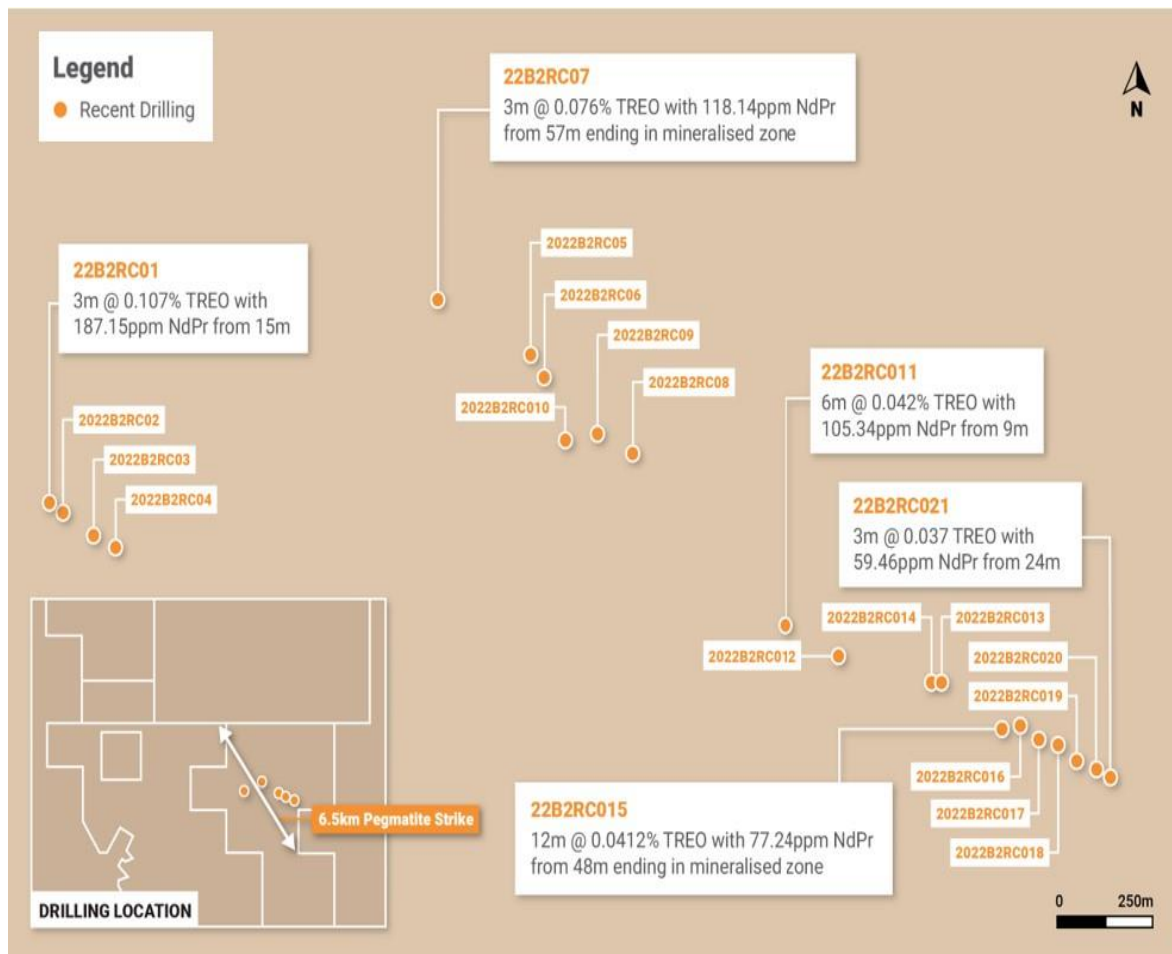 Legend
Recent Drilling
22B2RC07
3m @ 0.076% TREO with 118.14ppm NdPr
from 57m ending in mineralised zone
N
2022B2RC05
22B2RC01
3m @ 0.107% TREO with
187.15ppm NdPr from 15m
2022B2RC06
2022B2RC09
2022B2RC08
22B2RC011
6m @ 0.042% TREO with
105.34ppm NdPr from 9m
2022B2RC010
2022B2RC02
2022B2RC03
2022B2RC04
22B2RC021
3m @ 0.037 TREO with
59.46ppm NdPr from 24m
2022B2RC014
2022B2RC013
2022B2RC012
2022B2RC020
2022B2RC019
2022B2RC016
2022B2RC017
2022B2RC018
22B2RC015
12m @ 0.0412% TREO with 77.24ppm NdPr
from 48m ending in mineralised zone
6.5km Pegmatite Strike
DRILLING LOCATION
0 250m